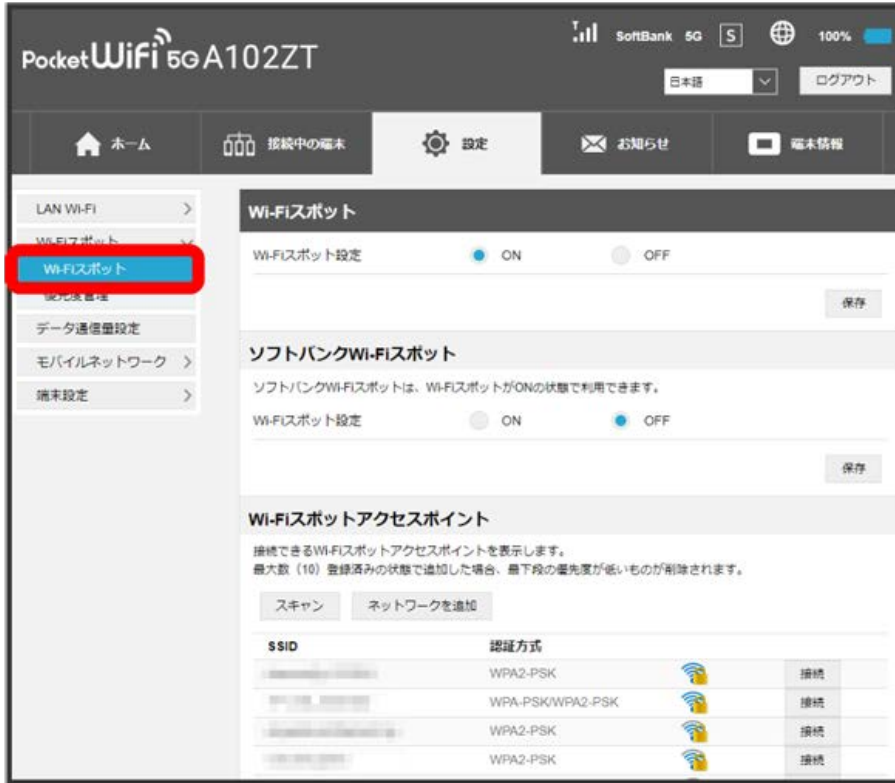 PocketWiFi 5G A102ZT
SoftBank 5G S 100%
日本語 ログアウト
ホーム 接続中の端末 設定 お知らせ 端末情報
LAN Wi-Fi
Wi-Fiスポット
Wi-Fiスポット
優先度管理
データ通信量設定
モバイルネットワーク
端末設定
Wi-Fiスポット
Wi-Fiスポット設定 ON OFF
保存
ソフトバンクWi-Fiスポット
ソフトバンクWi-Fiスポットは、Wi-FiスポットがONの状態で利用できます。
Wi-Fiスポット設定 ON OFF
保存
Wi-Fiスポットアクセスポイント
接続できるWi-Fiスポットアクセスポイントを表示します。
最大数（10）登録済みの状態で追加した場合、最下段の優先度が低いものが削除されます。
スキャン ネットワークを追加
SSID 認証方式
WPA2-PSK 接続
WPA-PSK/WPA2-PSK 接続
WPA2-PSK 接続
WPA2-PSK 接続